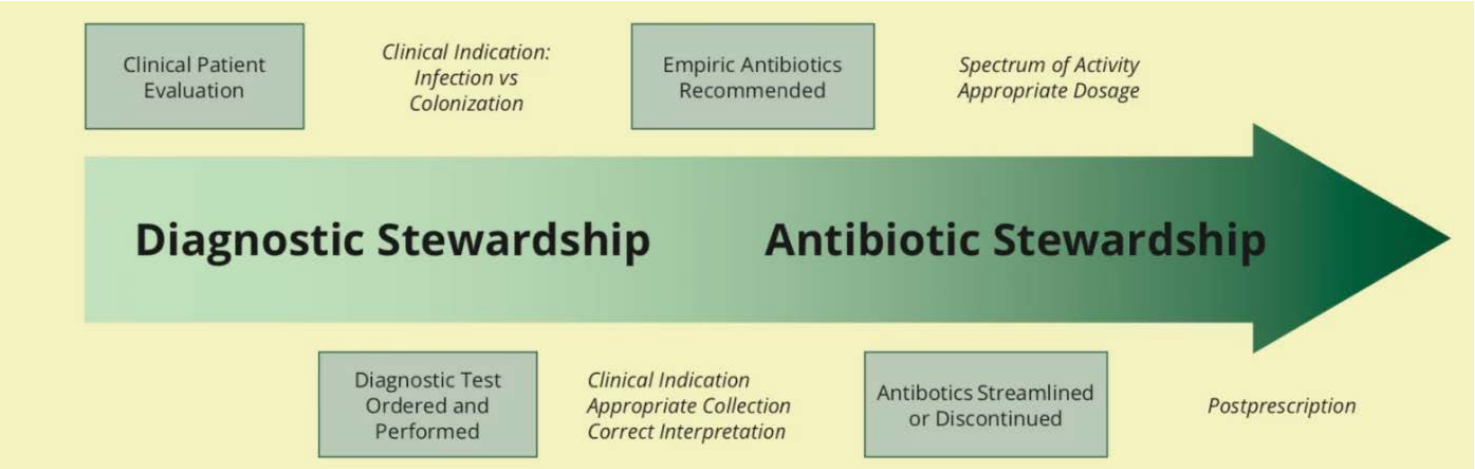 Clinical Patient
Evaluation
Clinical Indication:
Infection vs
Colonization
Empiric Antibiotics
Recommended
Spectrum of Activity
Appropriate Dosage
Diagnostic Stewardship
Antibiotic Stewardship
Diagnostic Test
Ordered and
Performed
Clinical Indication
Appropriate Collection
Correct Interpretation
Antibotics Streamlined
or Discontinued
Postprescription